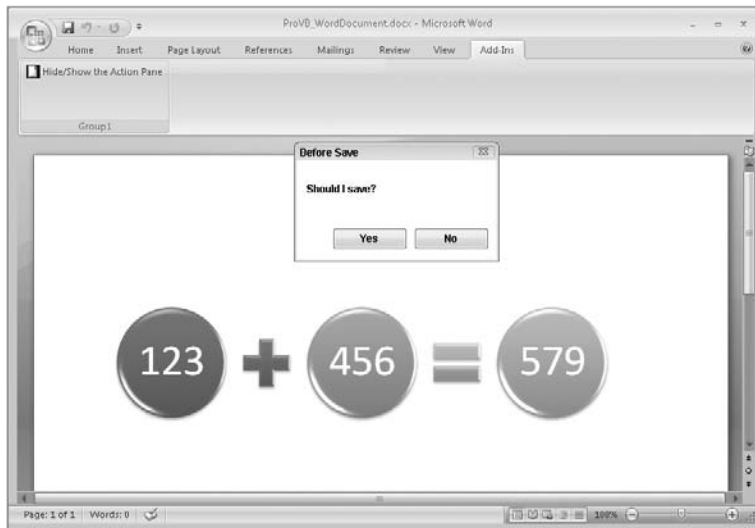 ProVB_WordDocument.docx - Microsoft Word
Home Insert Page Layout References Mailings Review View Add-Ins
Hide/Show the Action Pane
Group1
Before Save
Should I save?
Yes No
123 + 456 = 579
Page: 1 of 1 Words: 0 100%